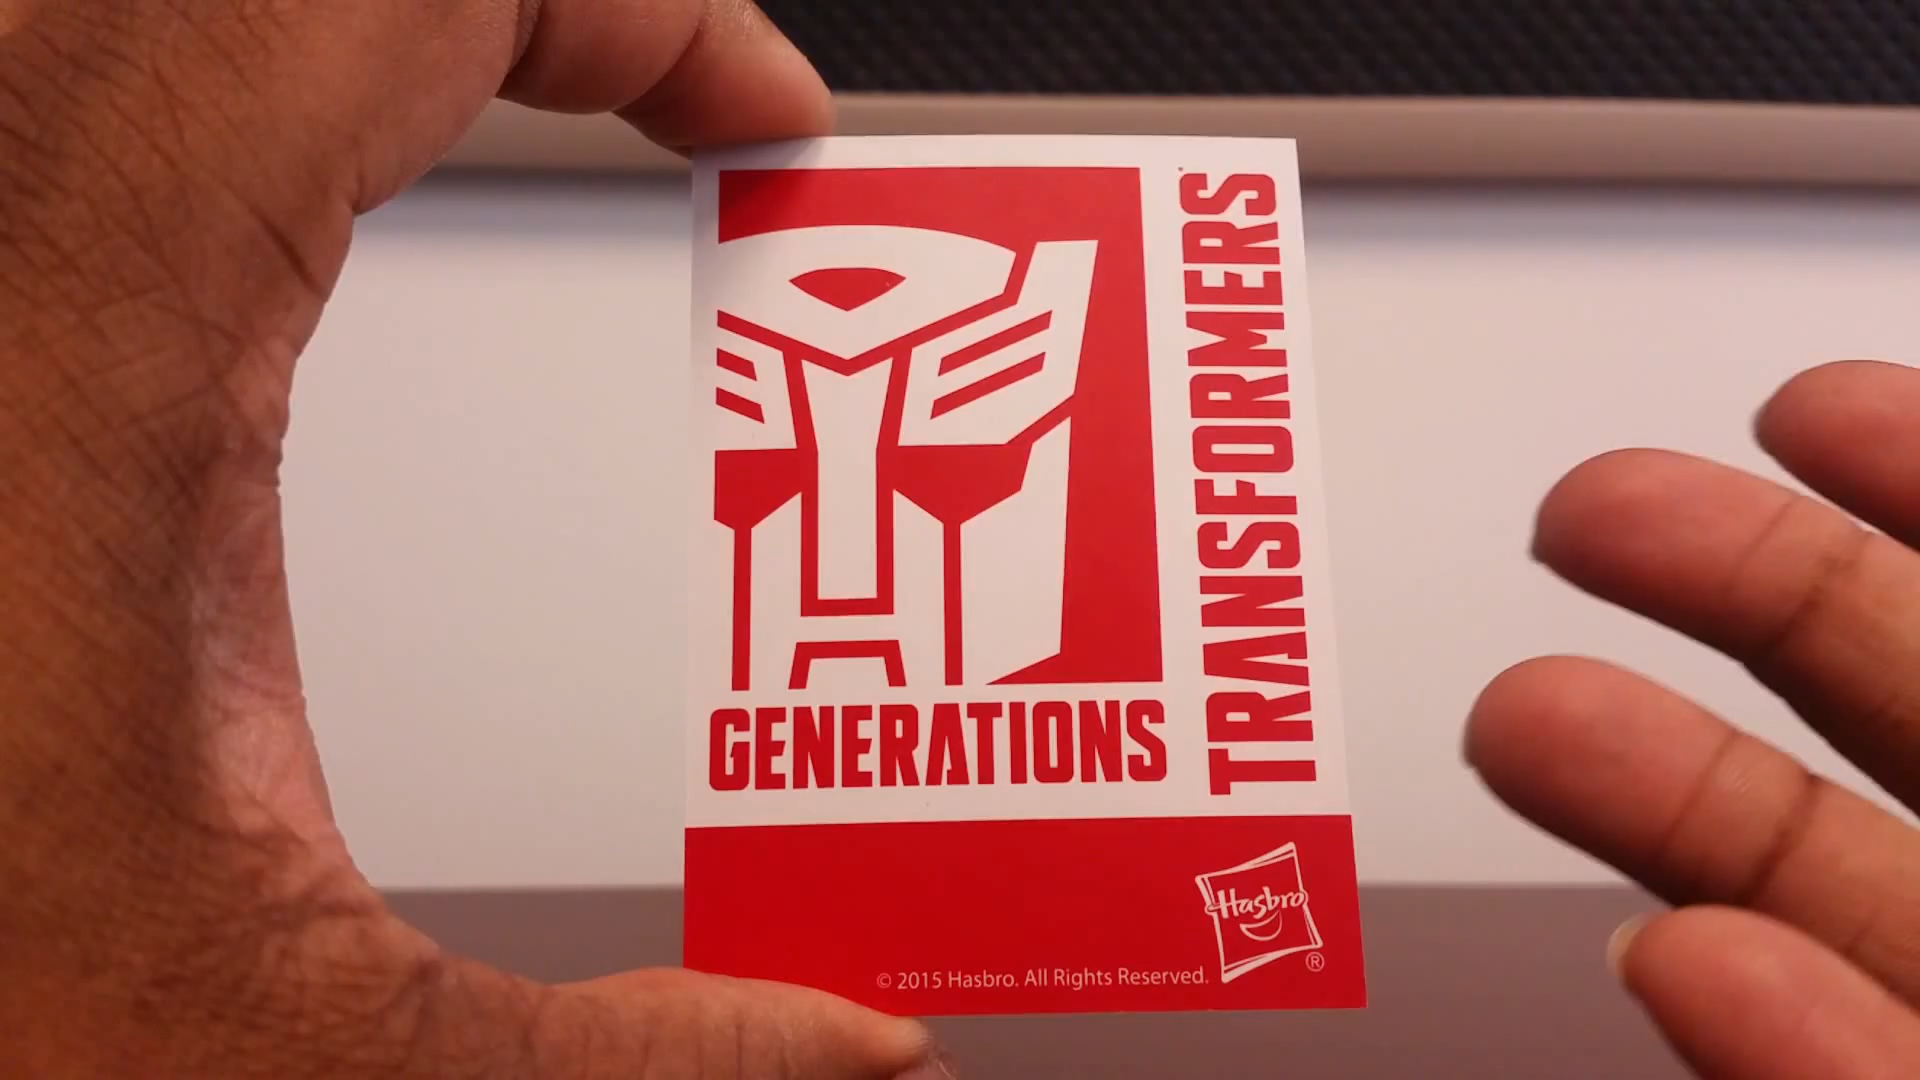 TRANSFORMERS
GENERATIONS
Hasbro
®
© 2015 Hasbro. All Rights Reserved.